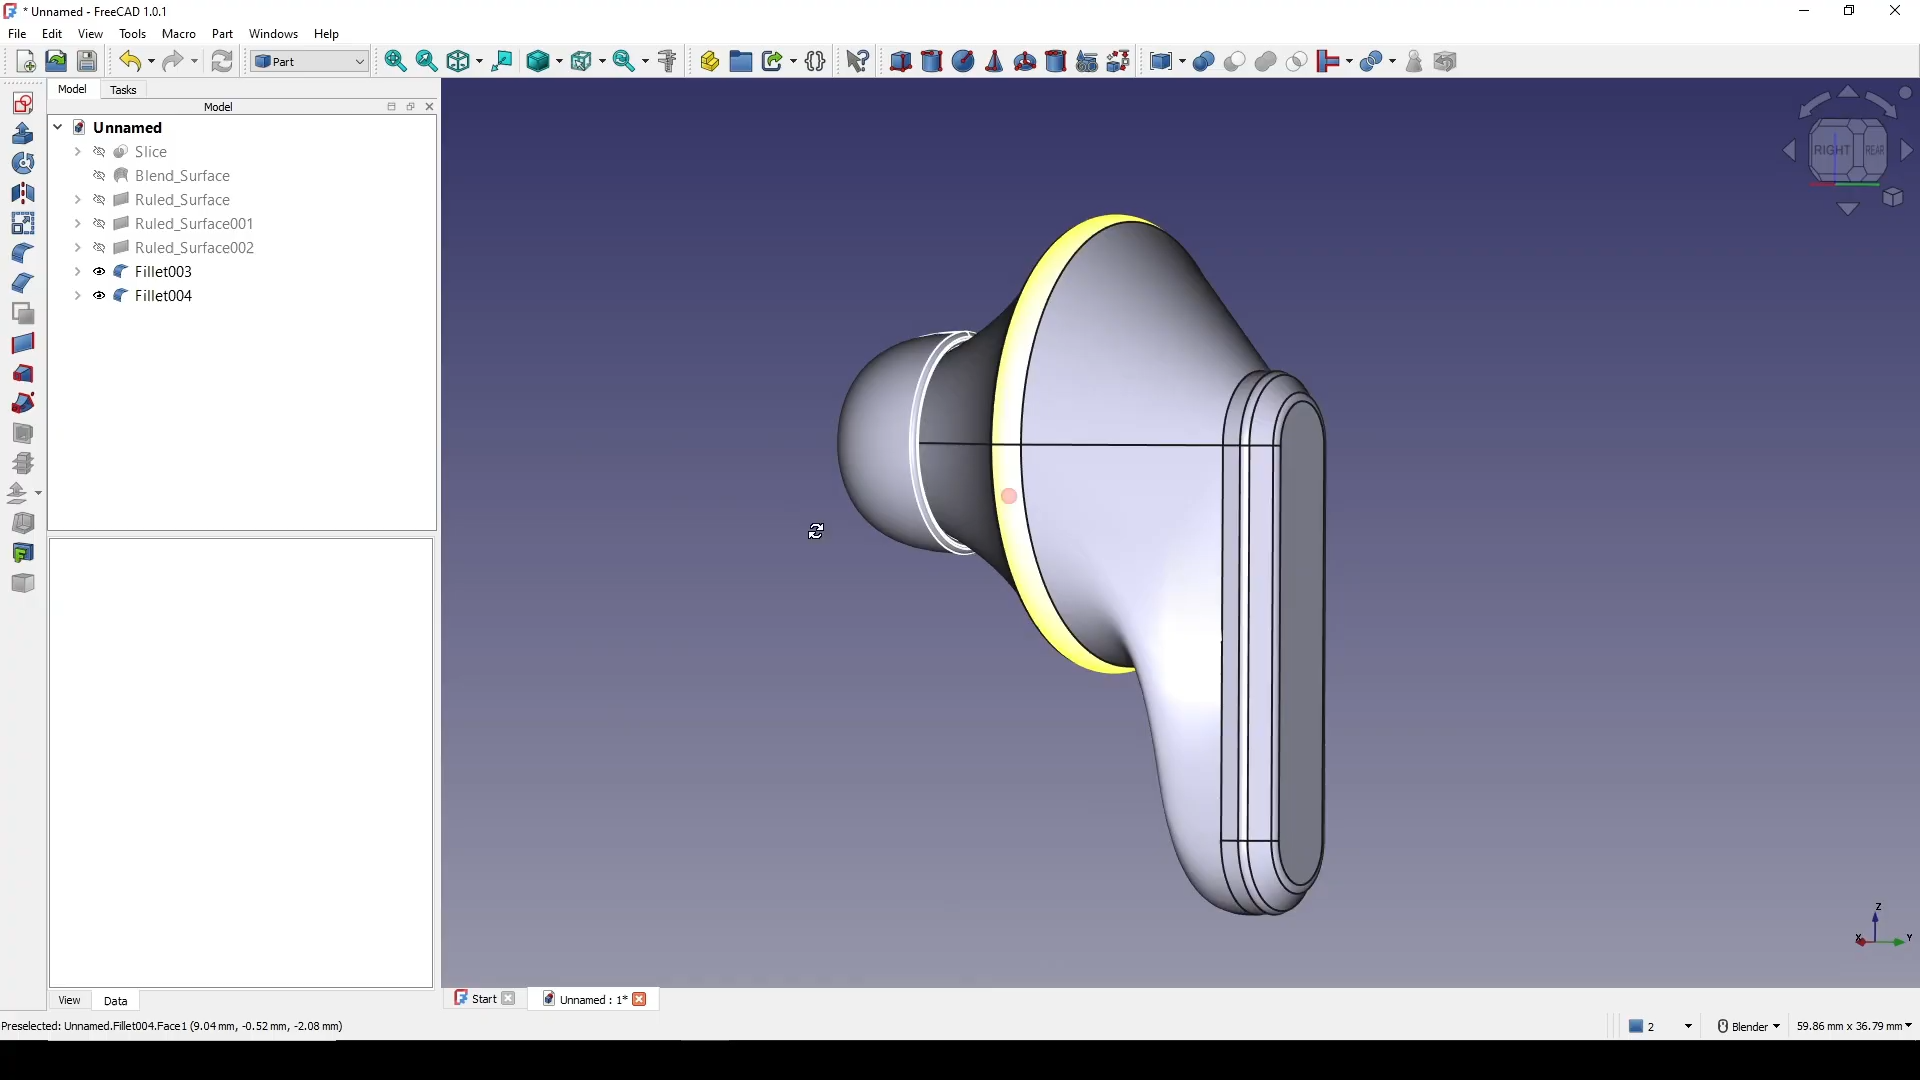 * Unnamed - FreeCAD 1.0.1
File Edit View Tools Macro Part Windows Help
Part
Model Tasks
Model
Unnamed
Slice
Blend_Surface
Ruled_Surface
Ruled_Surface001
Ruled_Surface002
Fillet003
Fillet004
RIGHT REAR
Z
X Y
View Data
Start Unnamed : 1*
Preselected: Unnamed.Fillet004.Face1 (9.04 mm, -0.52 mm, -2.08 mm)
2 Blender 59.86 mm x 36.79 mm